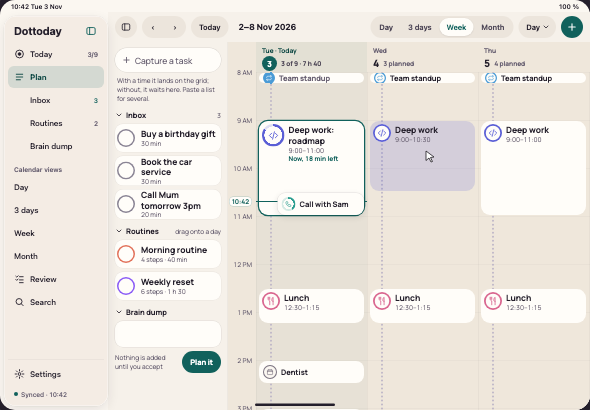 10:42 Tue 3 Nov
100 %
Dottoday
Today 3/9
Plan
Inbox 3
Routines 2
Brain dump
Calendar views
Day
3 days
Week
Month
Review
Search
Settings
Synced · 10:42
Today
2–8 Nov 2026
Day
3 days
Week
Month
Day
+ Capture a task
With a time it lands on the grid;
without, it waits here. Paste a list
for several.
Inbox 3
Buy a birthday gift
30 min
Book the car
service
30 min
Call Mum
tomorrow 3pm
20 min
Routines drag onto a day
Morning routine
4 steps · 40 min
Weekly reset
6 steps · 1 h 30
Brain dump
Nothing is added
until you accept
Plan it
Tue · Today
3 3 of 9 · 7 h 40
Wed
4 3 planned
Thu
5 4 planned
8 AM
9 AM
10 AM
10:42
11 AM
12 PM
1 PM
2 PM
3 PM
Team standup
Deep work:
roadmap
9:00–11:00
Now, 18 min left
Call with Sam
Lunch
12:30–1:15
Dentist
Team standup
Deep work
9:00–10:30
Lunch
12:30–1:15
Team standup
Deep work
9:00–11:00
Lunch
12:30–1:15